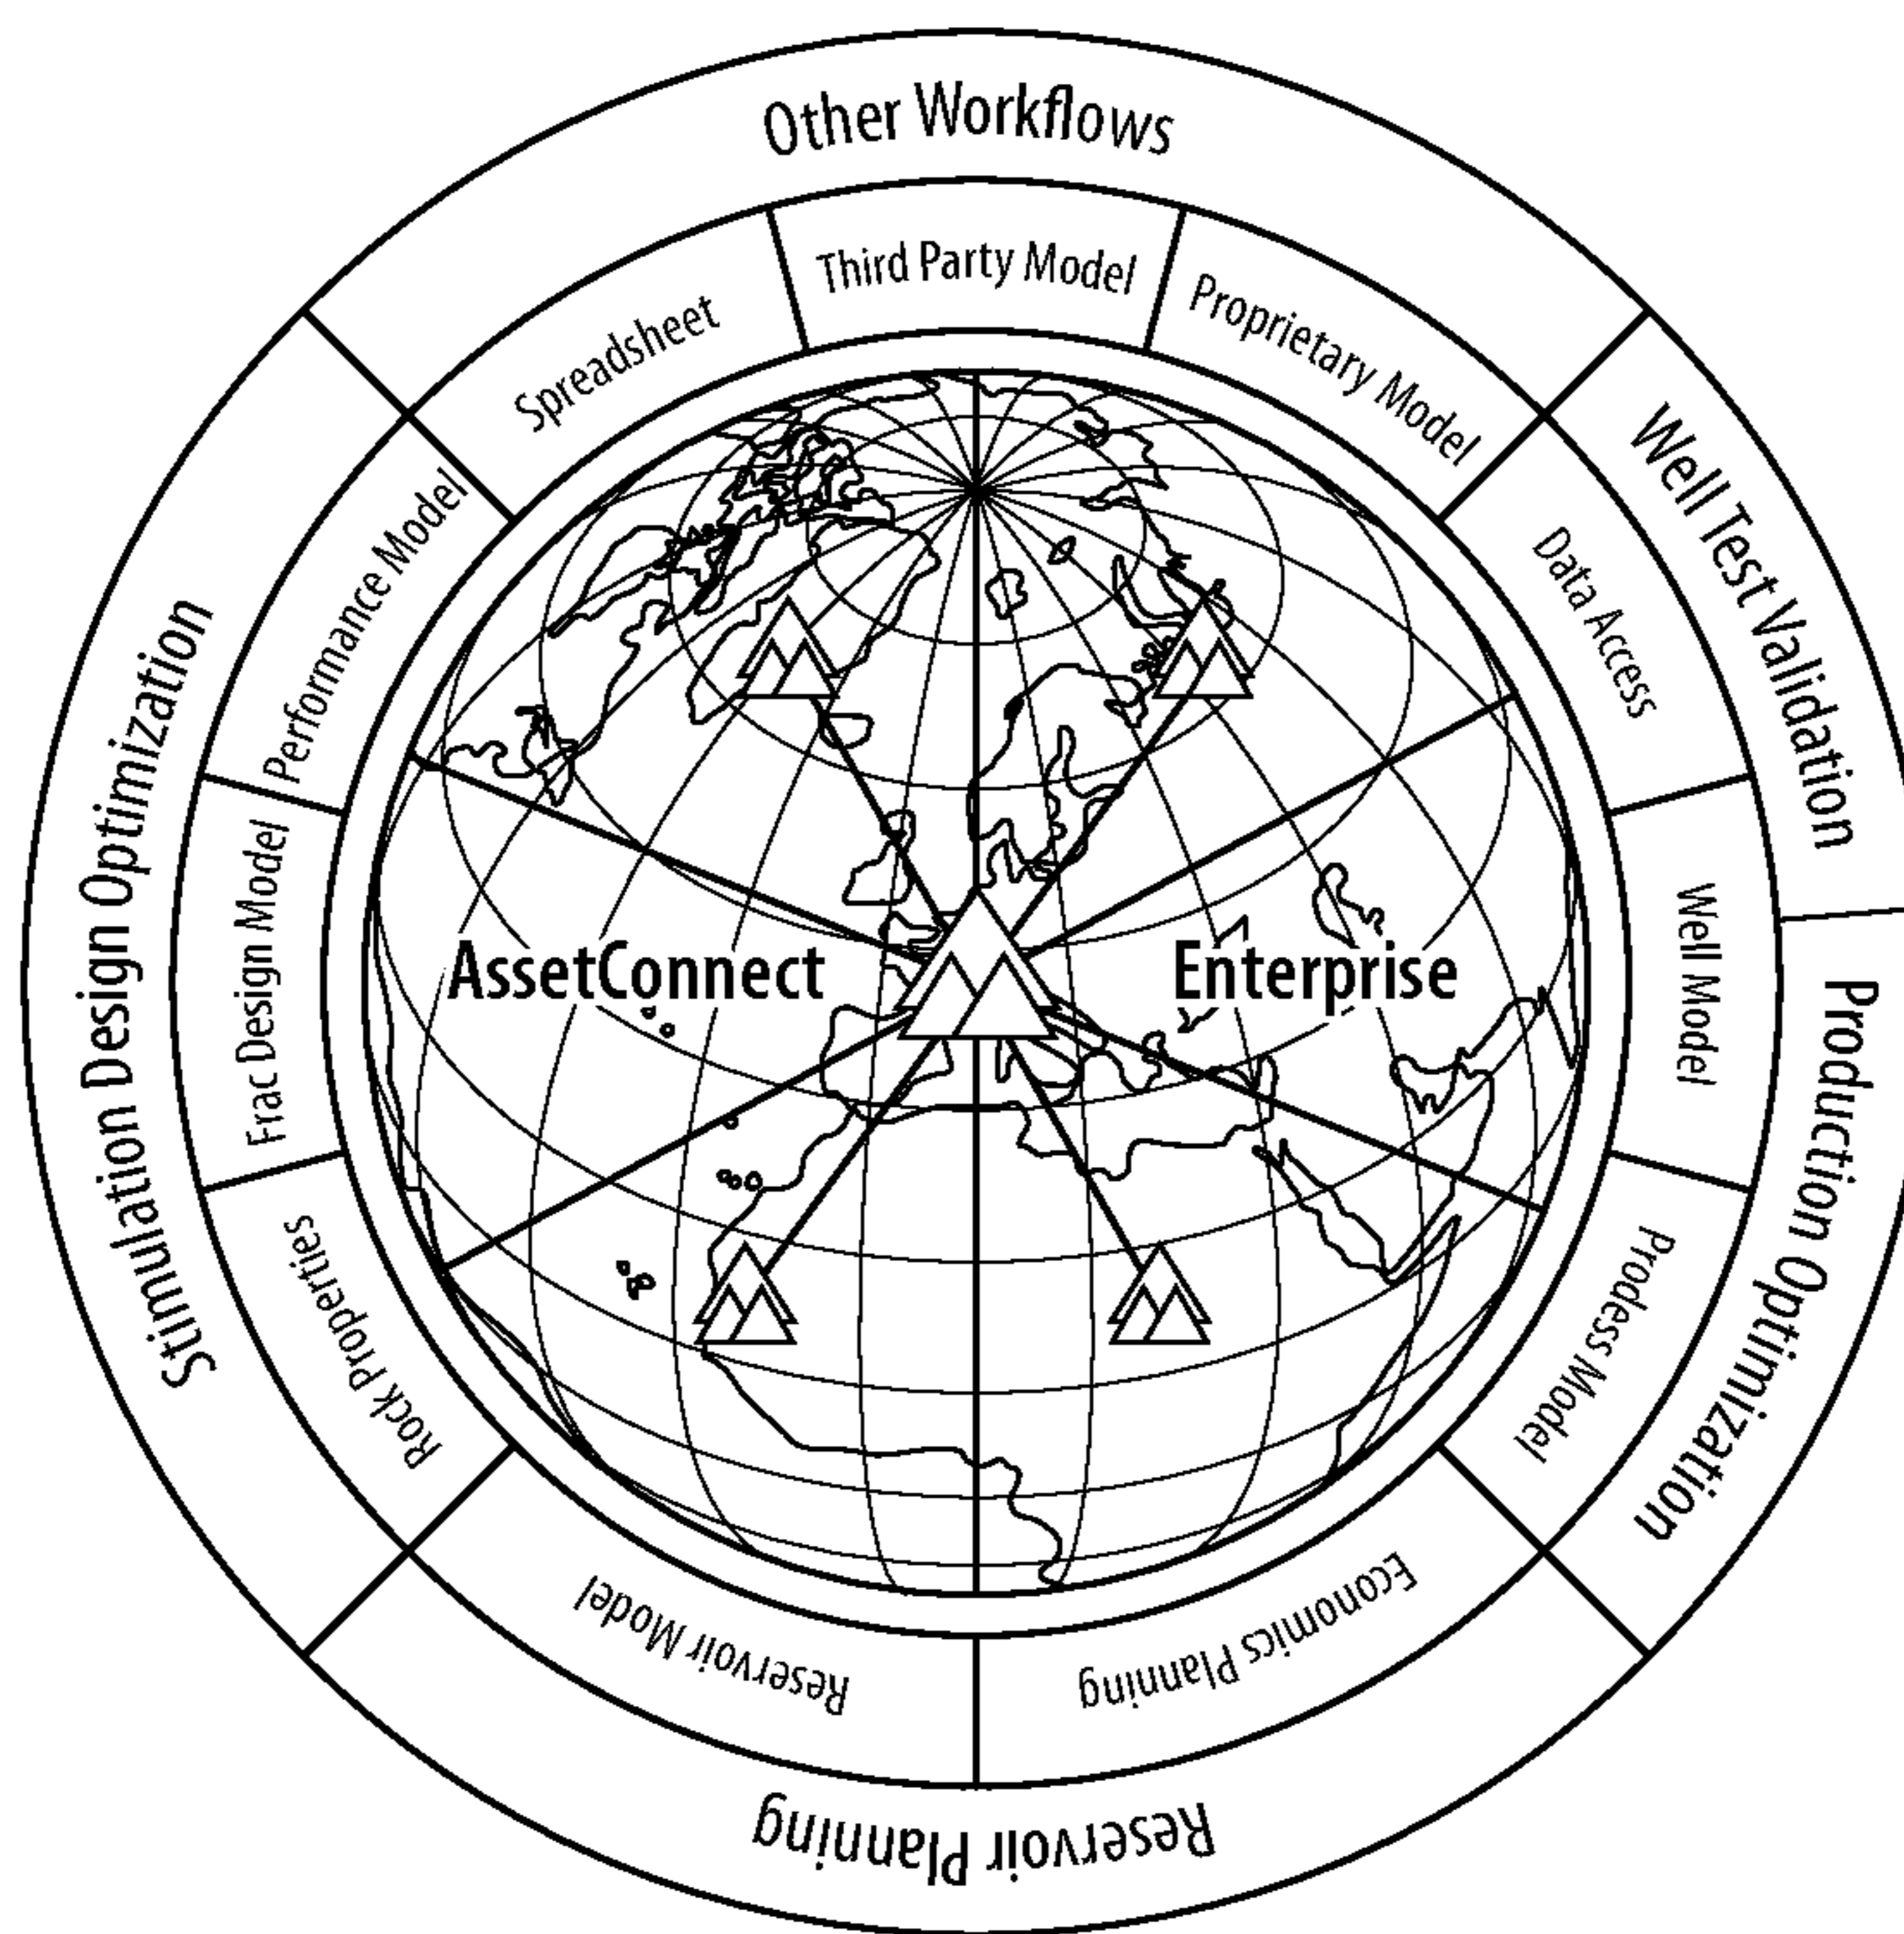 Other Workflows
Well Test Validation
Production Optimization
Reservoir Planning
Stimulation Design Optimization
Third Party Model
Proprietary Model
Data Access
Well Model
Prodess Model
Economics Planning
Reservoir Model
Rock Properties
Frac Design Model
Performance Model
Spreadsheet
AssetConnect Enterprise